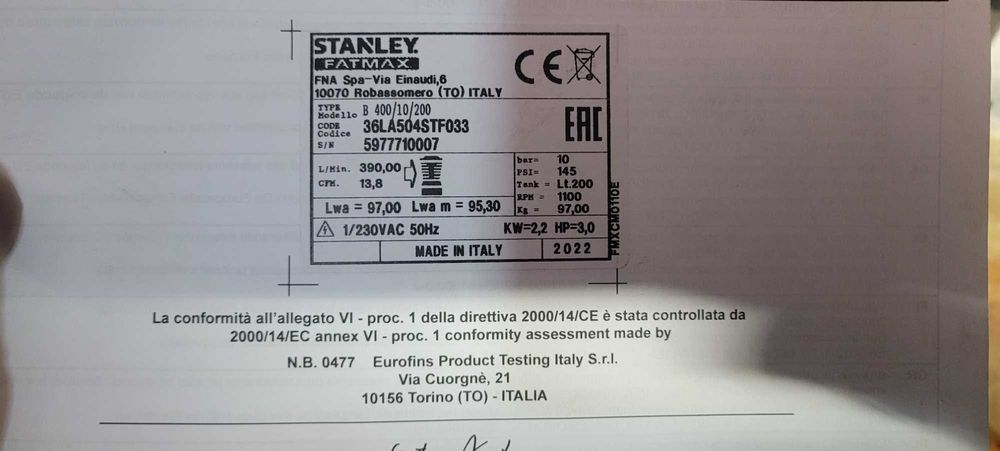 STANLEY
FATMAX
FNA Spa-Via Einaudi,6
10070 Robassomero (TO) ITALY
CE
TYPE
Modello B 400/10/200
CODE
Codice 36LA504STF033
S/N 5977710007
EAC
L/Min. 390,00
CFM. 13,8
bar= 10
PSI= 145
Tank = Lt.200
RPM = 1100
Kg = 97,00
Lwa = 97,00 Lwa m = 95,30
1/230VAC 50Hz KW=2,2 HP=3,0
MADE IN ITALY 2022
FMXCM0110E
La conformità all'allegato VI - proc. 1 della direttiva 2000/14/CE è stata controllata da
2000/14/EC annex VI - proc. 1 conformity assessment made by
N.B. 0477 Eurofins Product Testing Italy S.r.l.
Via Cuorgnè, 21
10156 Torino (TO) - ITALIA